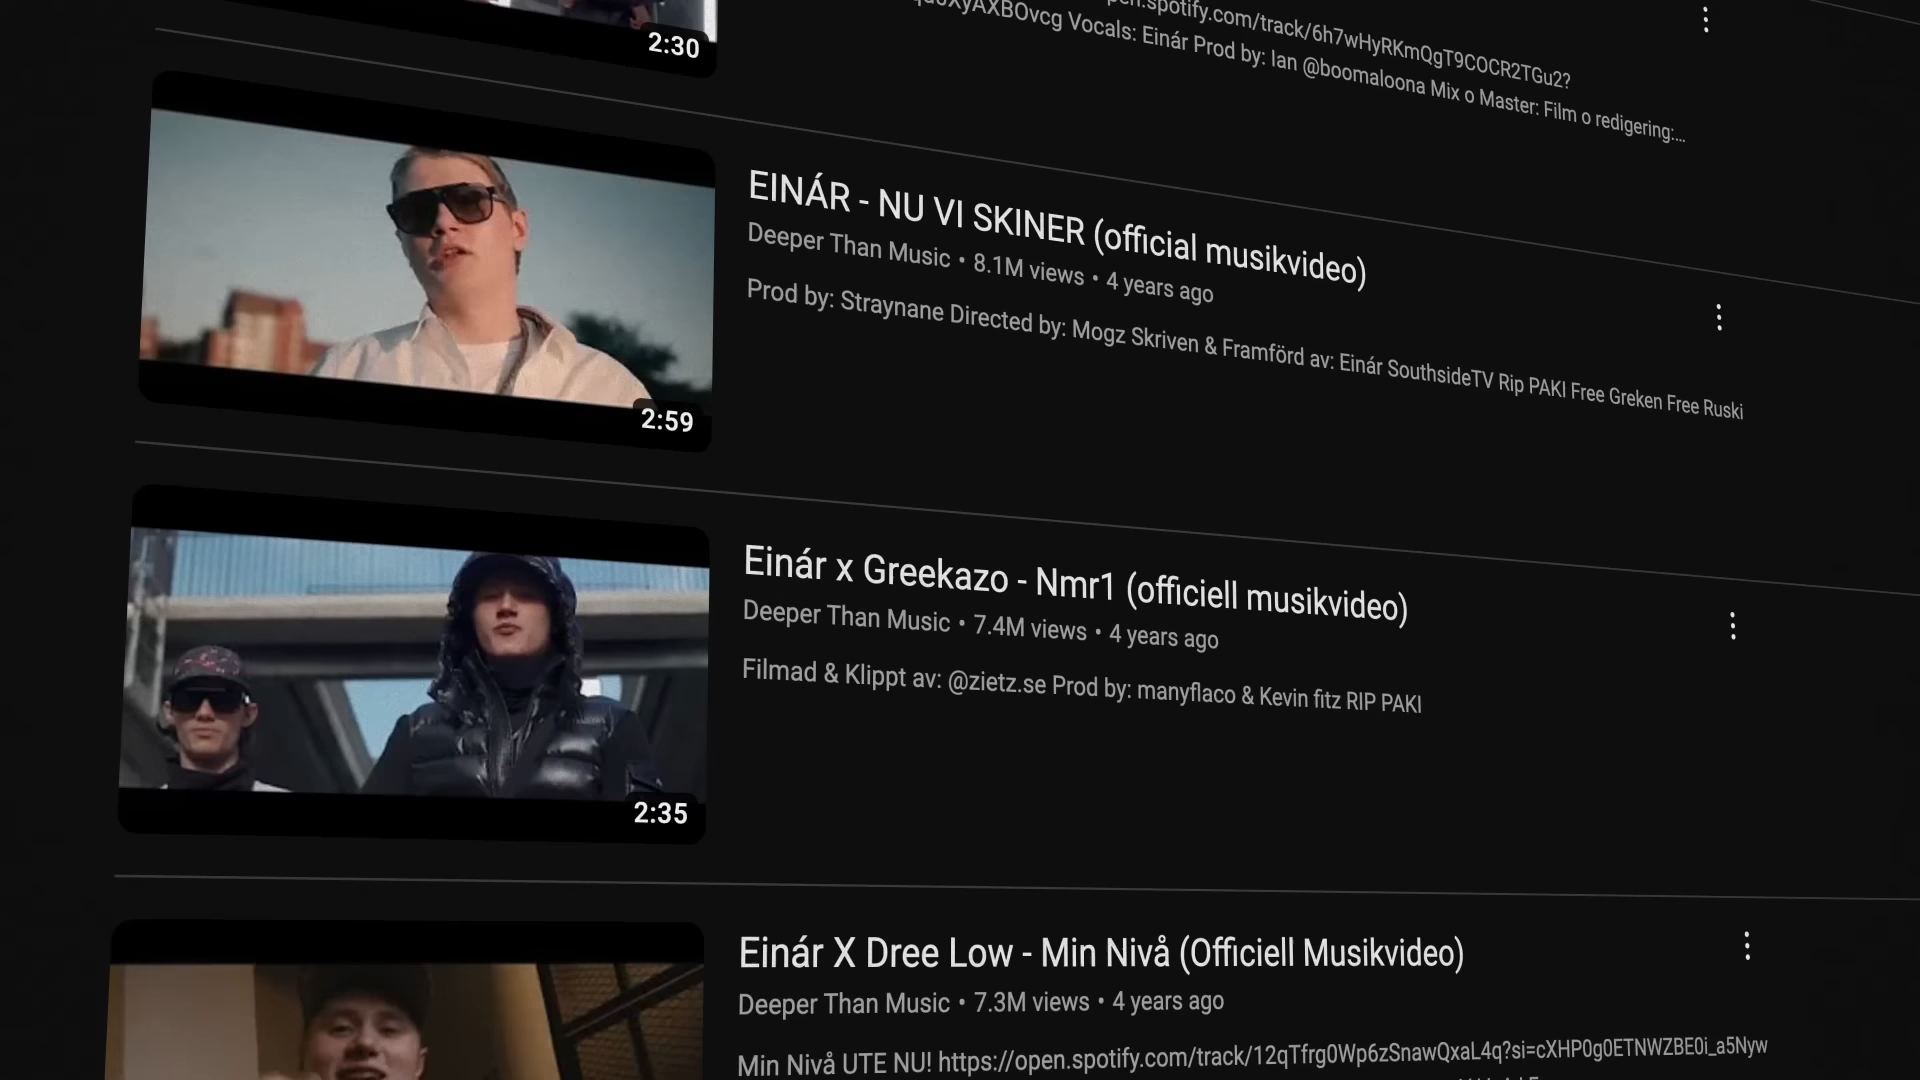 2:30
open.spotify.com/track/6h7wHyRKmQgT9COCR2TGu2?
Vocals: Einár Prod by: Ian @boomaloona Mix o Master: Film o redigering:...
EINÁR - NU VI SKINER (official musikvideo)
Deeper Than Music • 8.1M views • 4 years ago
Prod by: Straynane Directed by: Mogz Skriven & Framförd av: Einár SouthsideTV Rip PAKI Free Greken Free Ruski
2:59
Einár x Greekazo - Nmr1 (officiell musikvideo)
Deeper Than Music • 7.4M views • 4 years ago
Filmad & Klippt av: @zietz.se Prod by: manyflaco & Kevin fitz RIP PAKI
2:35
Einár X Dree Low - Min Nivå (Officiell Musikvideo)
Deeper Than Music • 7.3M views • 4 years ago
Min Nivå UTE NU! https://open.spotify.com/track/12qTfrg0Wp6zSnawQxaL4q?si=cXHP0g0ETNWZBE0i_a5Nyw